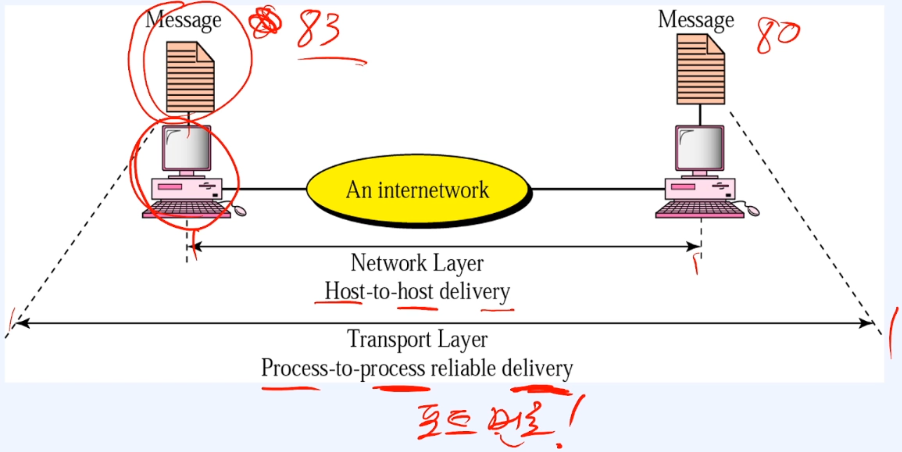 Message 83
Message 80
An internetwork
Network Layer
Host-to-host delivery
Transport Layer
Process-to-process reliable delivery
포트 번호!